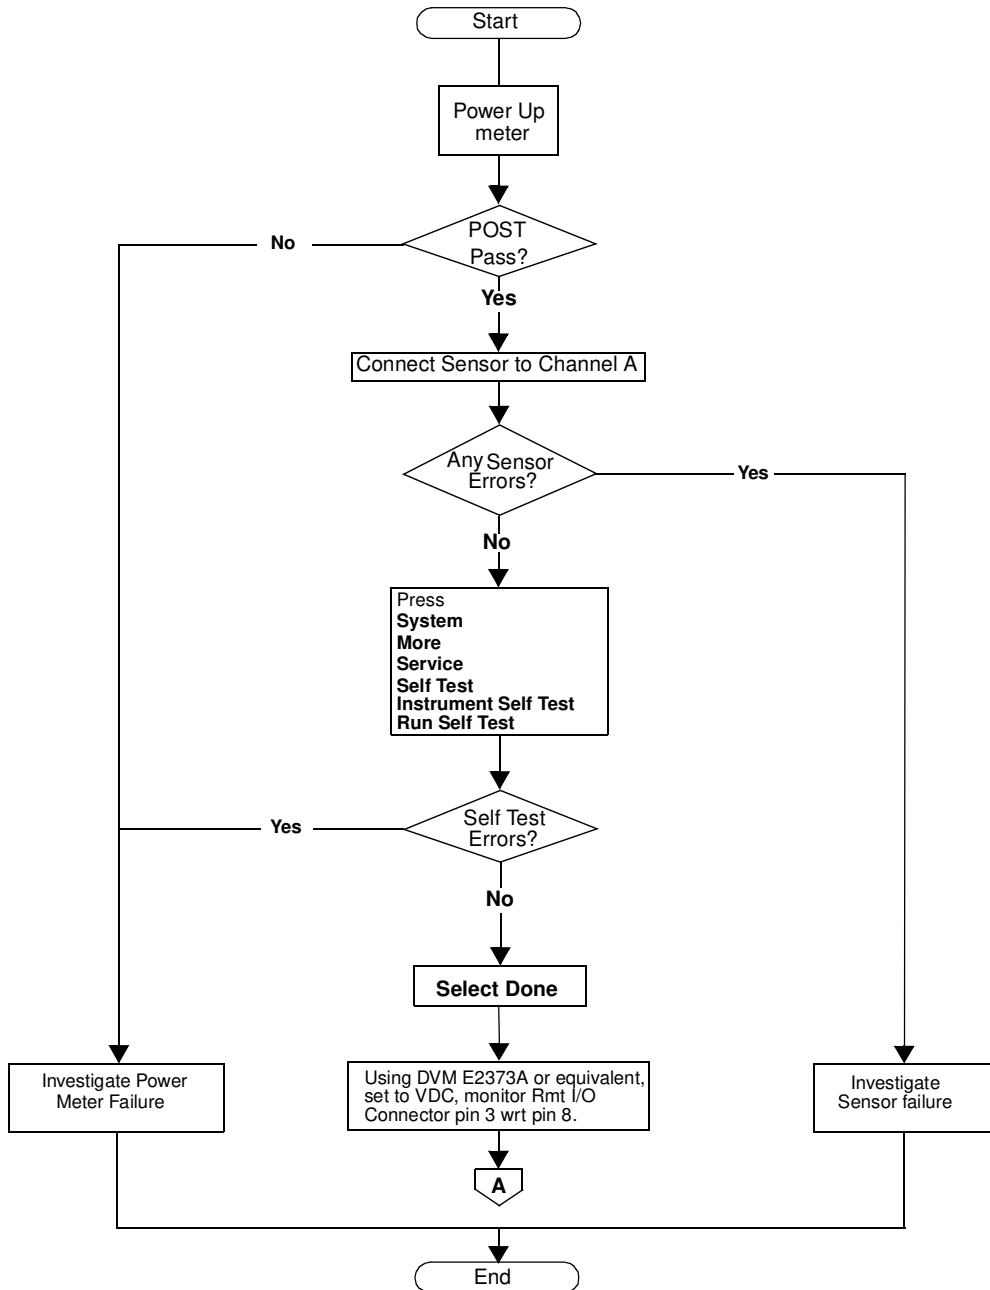 Start
Power Up
meter
POST
Pass?
No
Yes
Connect Sensor to Channel A
Any Sensor
Errors?
Yes
No
Press
System
More
Service
Self Test
Instrument Self Test
Run Self Test
Self Test
Errors?
Yes
No
Select Done
Investigate Power
Meter Failure
Using DVM E2373A or equivalent,
set to VDC, monitor Rmt I/O
Connector pin 3 wrt pin 8.
Investigate
Sensor failure
A
End